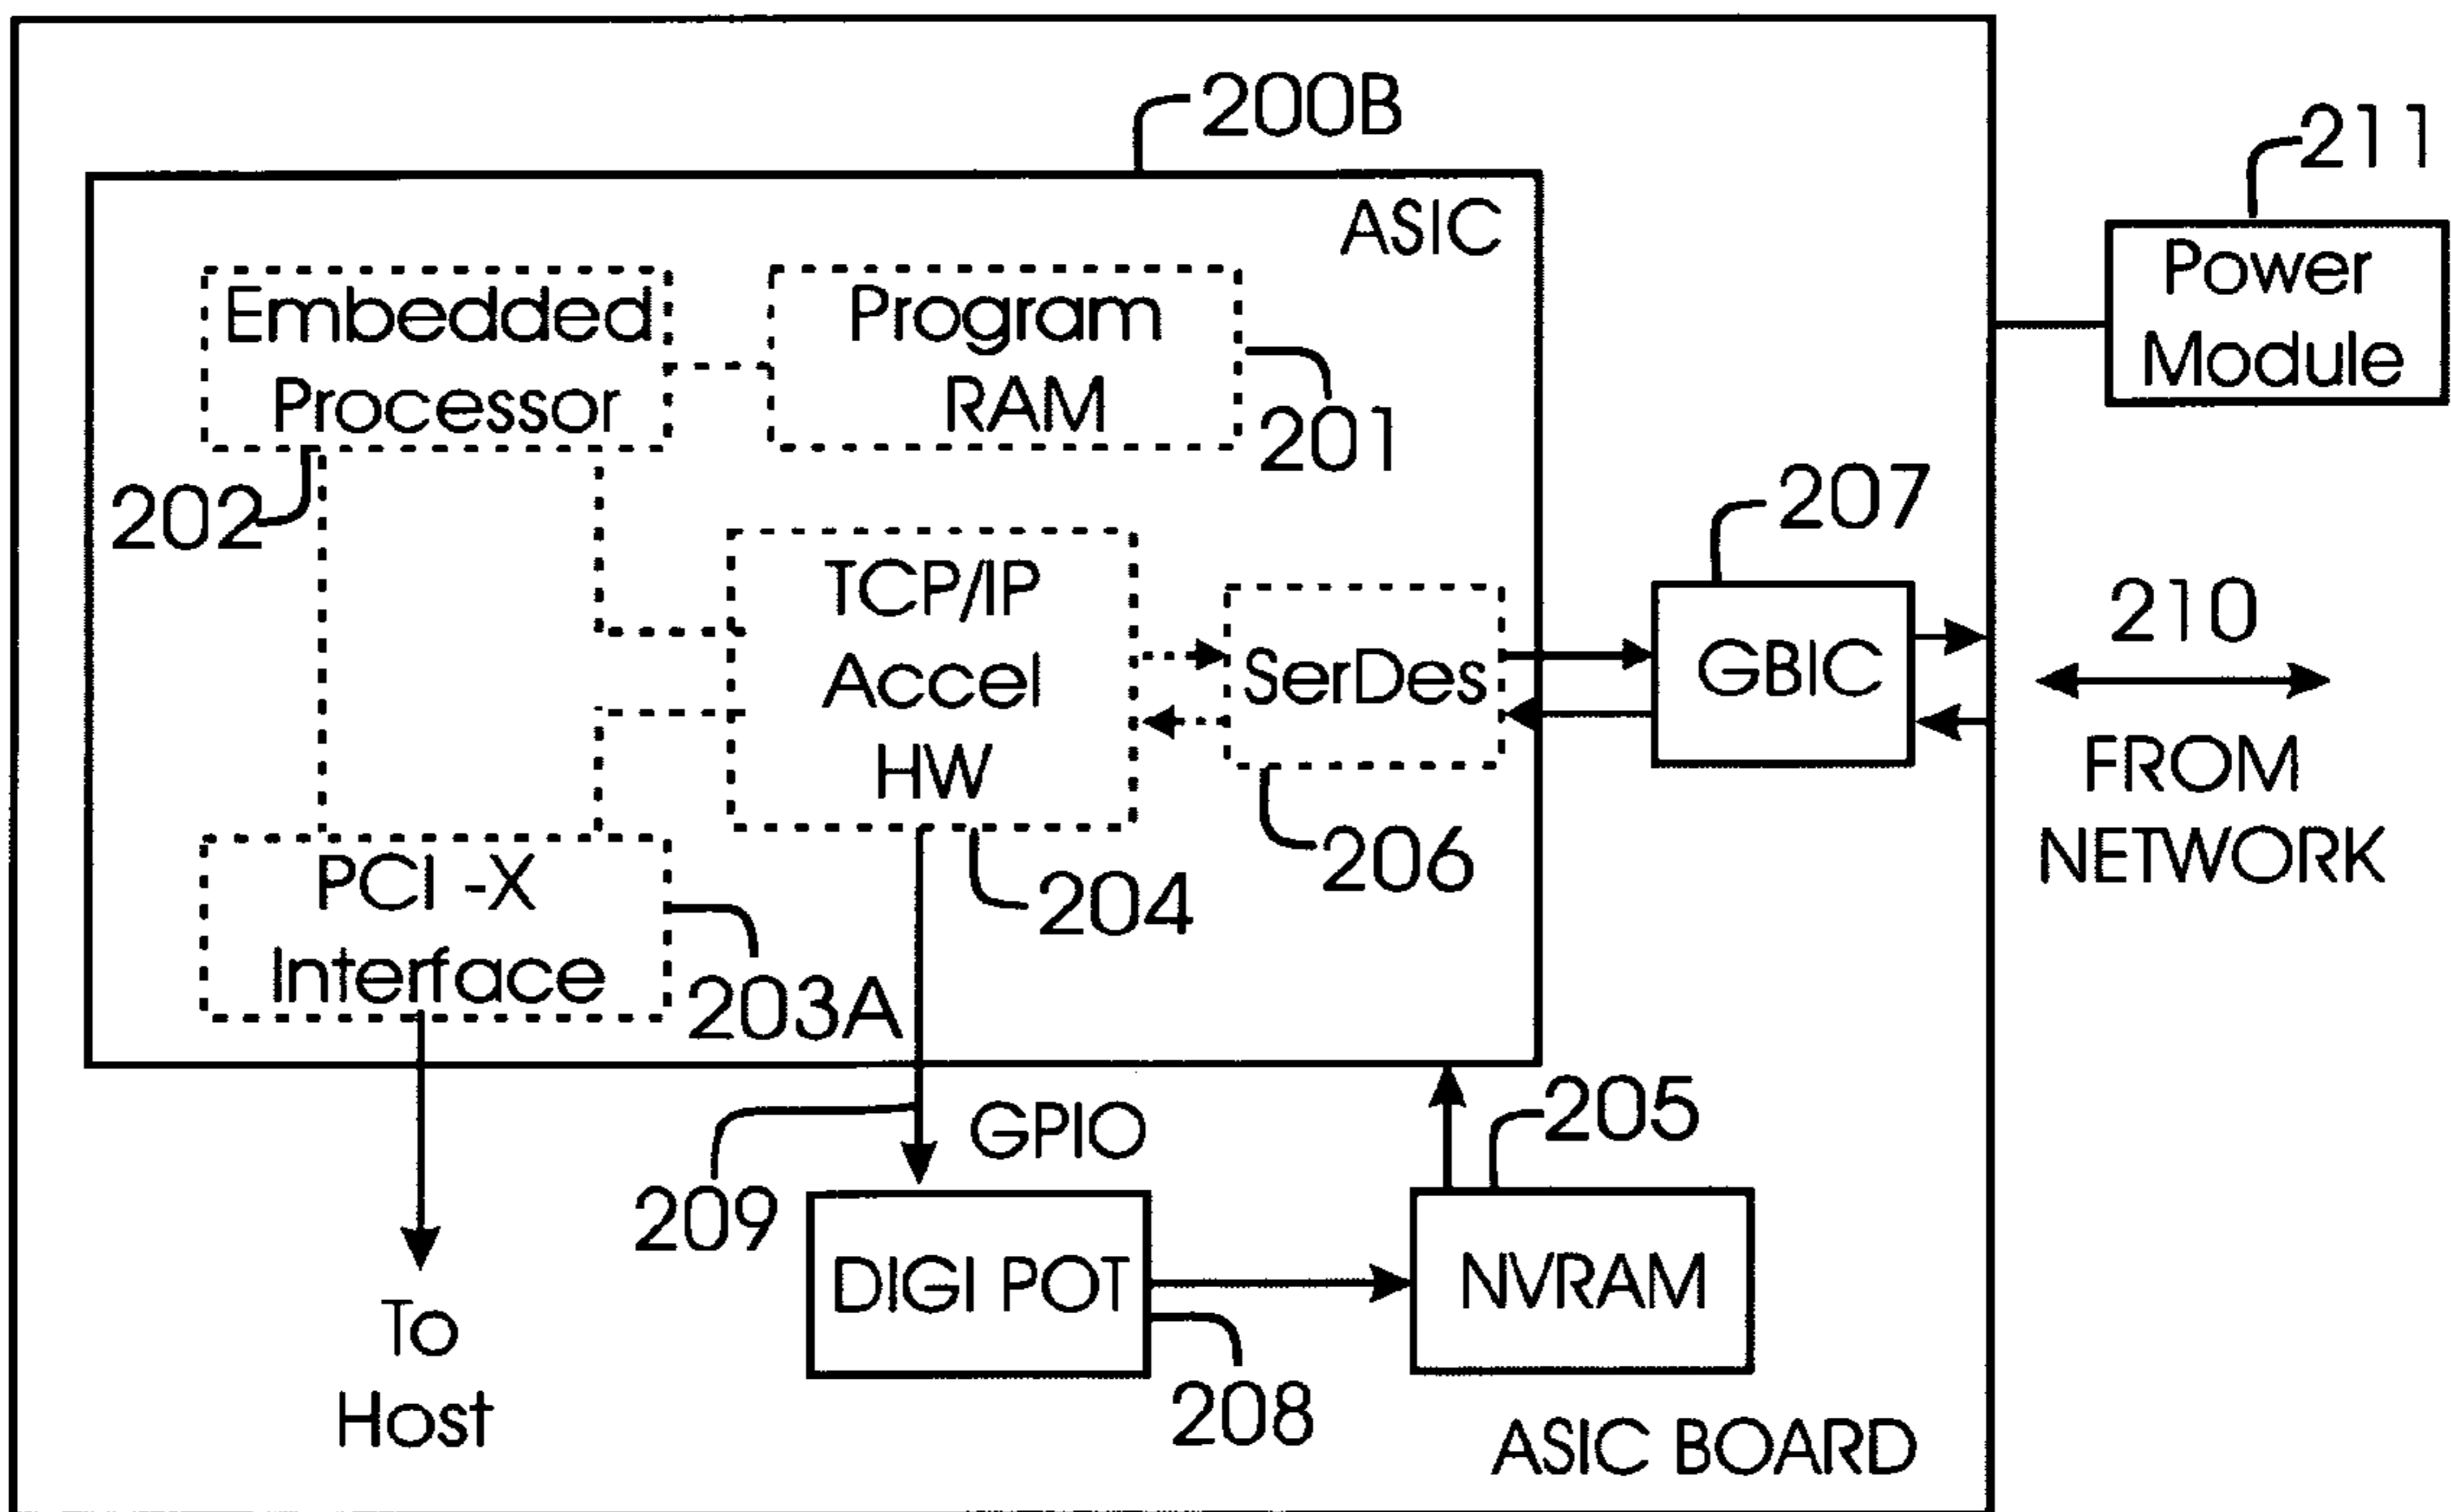 200B
211
ASIC
Power
Module
Embedded
Processor
Program
RAM
201
202
207
TCP/IP
Accel
HW
SerDes
GBIC
210
FROM
NETWORK
206
204
PCI -X
Interface
203A
GPIO
205
209
DIGI POT
NVRAM
To
Host
208
ASIC BOARD